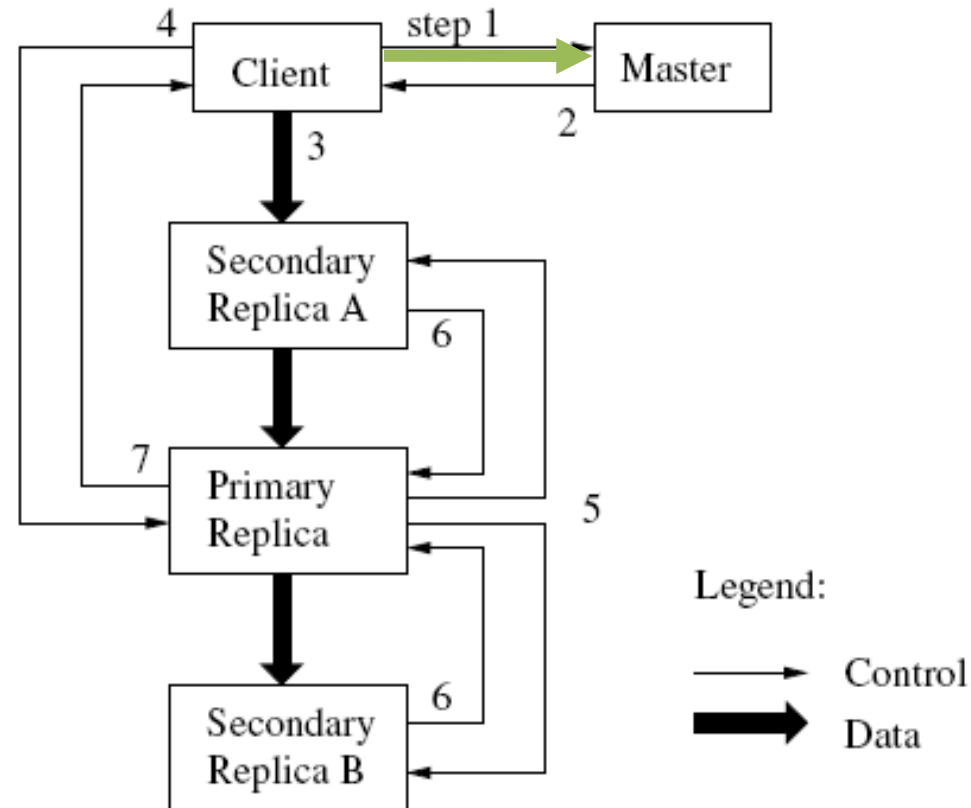 4
step 1
Client
Master
2
3
Secondary
Replica A
6
7
Primary
Replica
5
Legend:
Control
6
Secondary
Replica B
Data